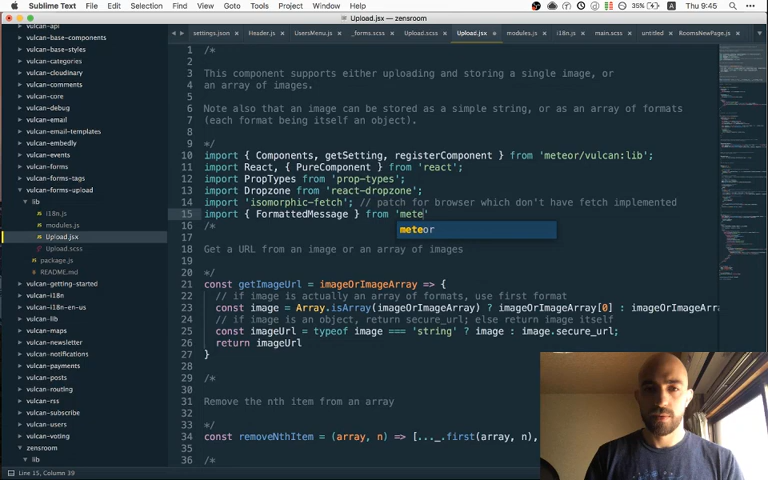 Sublime Text File Edit Selection Find View Goto Tools Project Window Help 35% Thu 9:45
Upload.jsx — zensroom
settings.json Header.js UsersMenu.js _forms.scss Upload.scss Upload.jsx modules.js i18n.js main.scss untitled RoomsNewPage.js
vulcan-api
vulcan-base-components
vulcan-base-styles
vulcan-categories
vulcan-cloudinary
vulcan-core
vulcan-debug
vulcan-email
vulcan-email-templates
vulcan-embedly
vulcan-events
vulcan-forms
vulcan-forms-tags
vulcan-forms-upload
lib
i18n.js
modules.js
Upload.jsx
Upload.scss
package.js
README.md
vulcan-getting-started
vulcan-i18n
vulcan-i18n-en-us
vulcan-lib
vulcan-maps
vulcan-newsletter
vulcan-notifications
vulcan-payments
vulcan-posts
vulcan-routing
vulcan-rss
vulcan-subscribe
vulcan-users
vulcan-voting
zensroom
lib
1 /*
2
3 This component supports either uploading and storing a single image, or
4 an array of images.
5
6 Note also that an image can be stored as a simple string, or as an array of formats
7 (each format being itself an object).
8
9 */
10 import { Components, getSetting, registerComponent } from 'meteor/vulcan:lib';
11 import React, { PureComponent } from 'react';
12 import PropTypes from 'prop-types';
13 import Dropzone from 'react-dropzone';
14 import 'isomorphic-fetch'; // patch for browser which don't have fetch implemented
15 import { FormattedMessage } from 'mete'
meteor
16 /*
17
18 Get a URL from an image or an array of images
19
20 */
21 const getImageUrl = imageOrImageArray => {
22 // if image is actually an array of formats, use first format
23 const image = Array.isArray(imageOrImageArray) ? imageOrImageArray[0] : imageOrImageArr
24 // if image is an object, return secure_url; else return image itself
25 const imageUrl = typeof image === 'string' ? image : image.secure_url;
26 return imageUrl
27 }
28
29 /*
30
31 Remove the nth item from an array
32
33 */
34 const removeNthItem = (array, n) => [..._.first(array, n),
35
36 /*
Line 15, Column 39